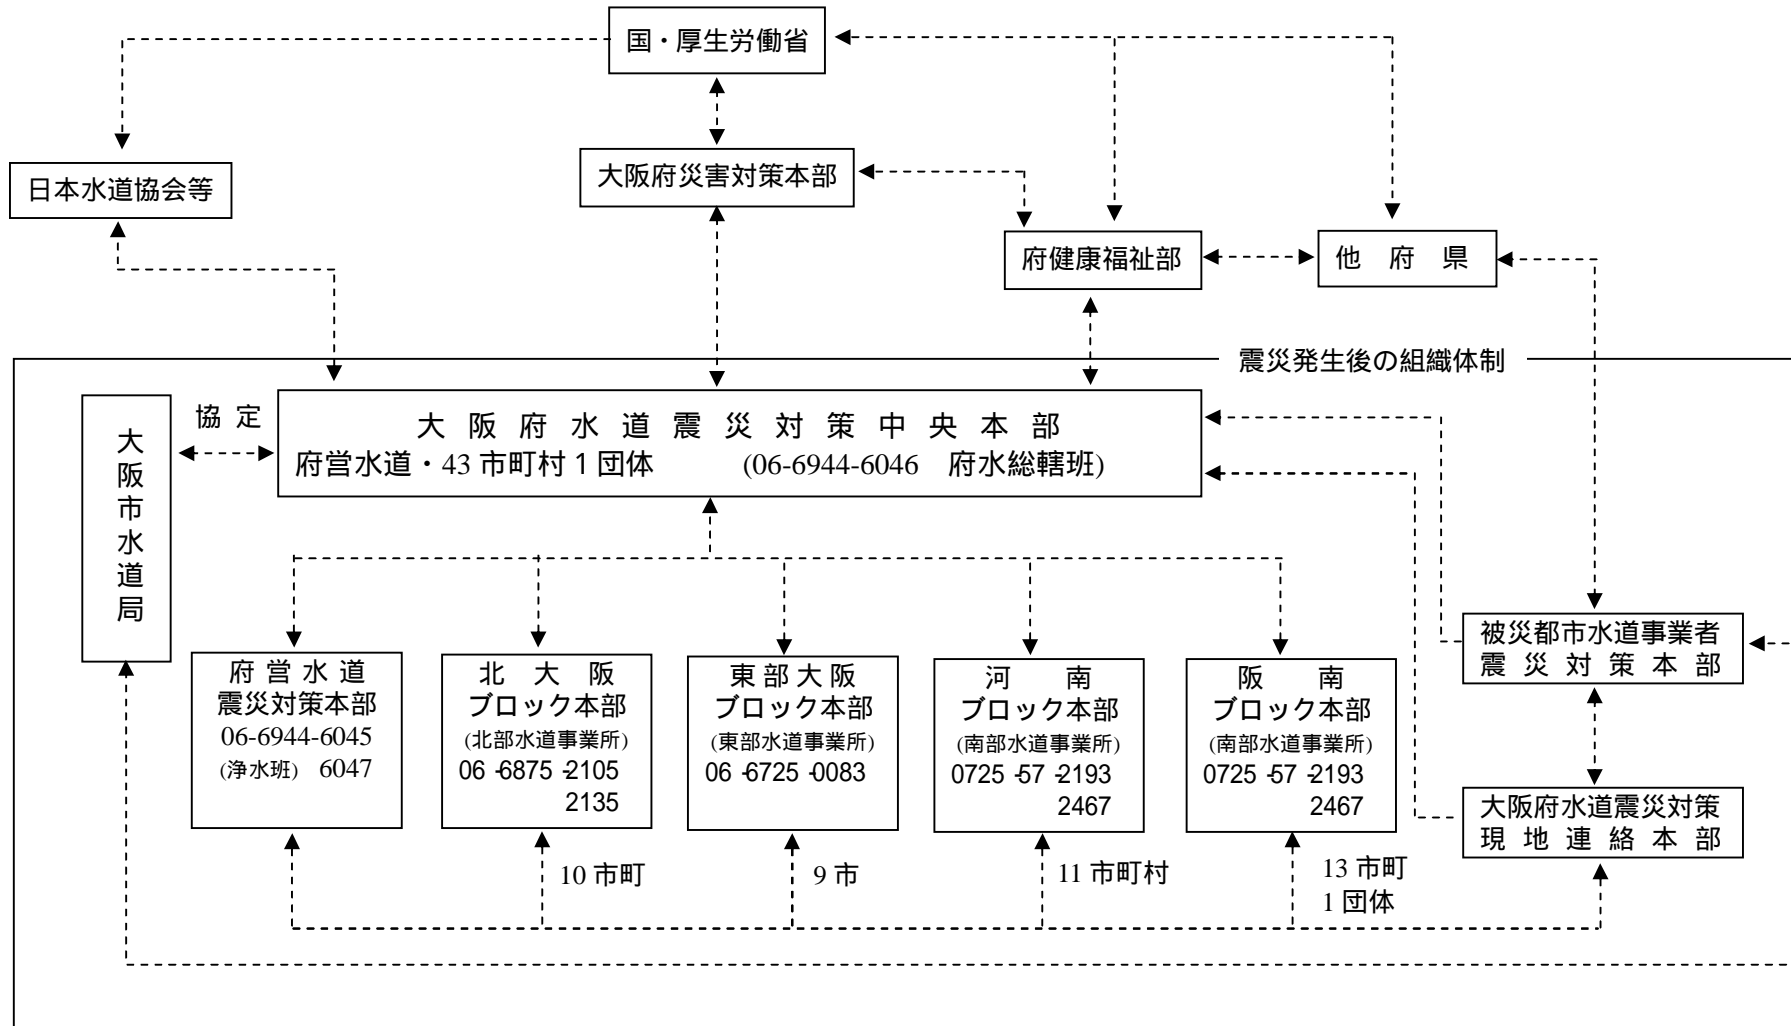 国・厚生労働省
日本水道協会等
大阪府災害対策本部
府健康福祉部
他 府 県
震災発生後の組織体制
大阪市水道局
協 定
大 阪 府 水 道 震 災 対 策 中 央 本 部
府営水道・43 市町村 1 団体 (06-6944-6046 府水総轄班)
府 営 水 道
震災対策本部
06-6944-6045
(浄水班) 6047
北 大 阪
ブロック本部
(北部水道事業所)
06-6875-2105
2135
東 部 大 阪
ブロック本部
(東部水道事業所)
06-6725-0083
河 南
ブロック本部
(南部水道事業所)
0725-57-2193
2467
阪 南
ブロック本部
(南部水道事業所)
0725-57-2193
2467
被災都市水道事業者
震 災 対 策 本 部
大阪府水道震災対策
現 地 連 絡 本 部
10 市町
9 市
11 市町村
13 市町
1 団体